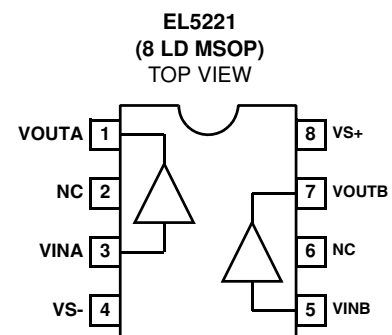 EL5221
(8 LD MSOP)
TOP VIEW
VOUTA 1
8 VS+
NC 2
7 VOUTB
VINA 3
6 NC
VS- 4
5 VINB